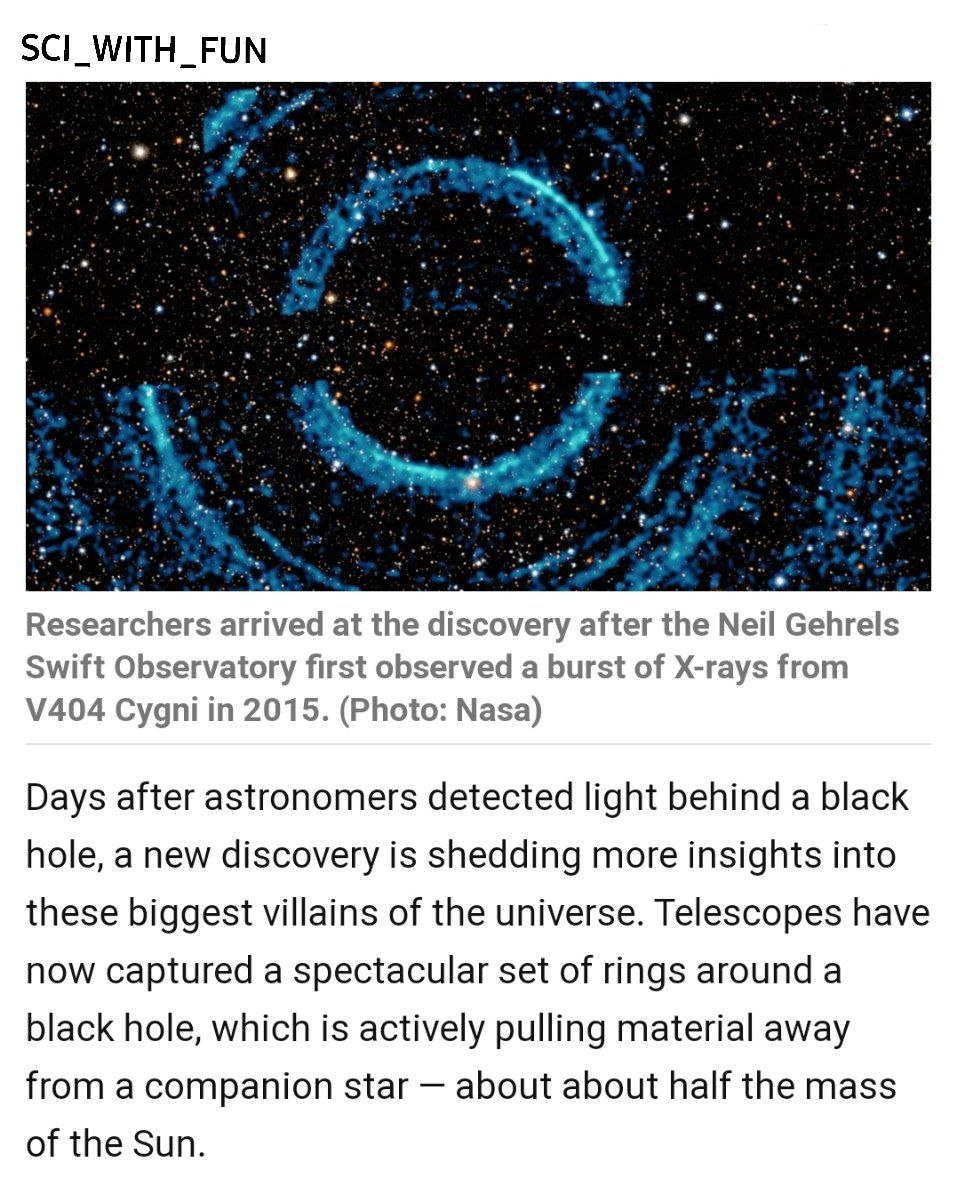 SCI_WITH_FUN
Researchers arrived at the discovery after the Neil Gehrels
Swift Observatory first observed a burst of X-rays from
V404 Cygni in 2015. (Photo: Nasa)
Days after astronomers detected light behind a black
hole, a new discovery is shedding more insights into
these biggest villains of the universe. Telescopes have
now captured a spectacular set of rings around a
black hole, which is actively pulling material away
from a companion star — about about half the mass
of the Sun.